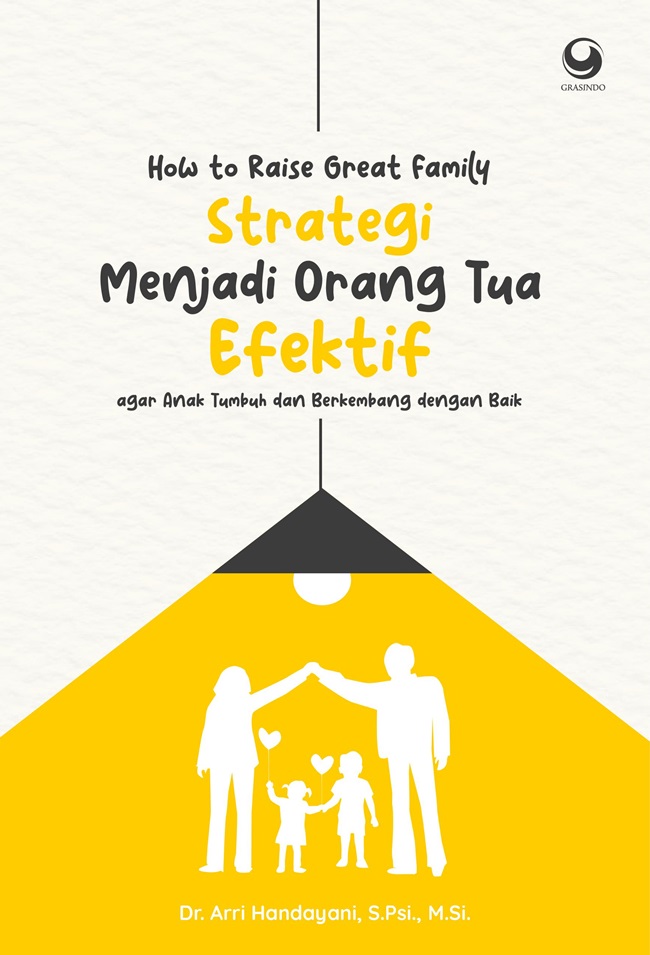 GRASINDO
How to Raise Great Family
Strategi
Menjadi Orang Tua
Efektif
agar Anak Tumbuh dan Berkembang dengan Baik
Dr. Arri Handayani, S.Psi., M.Si.